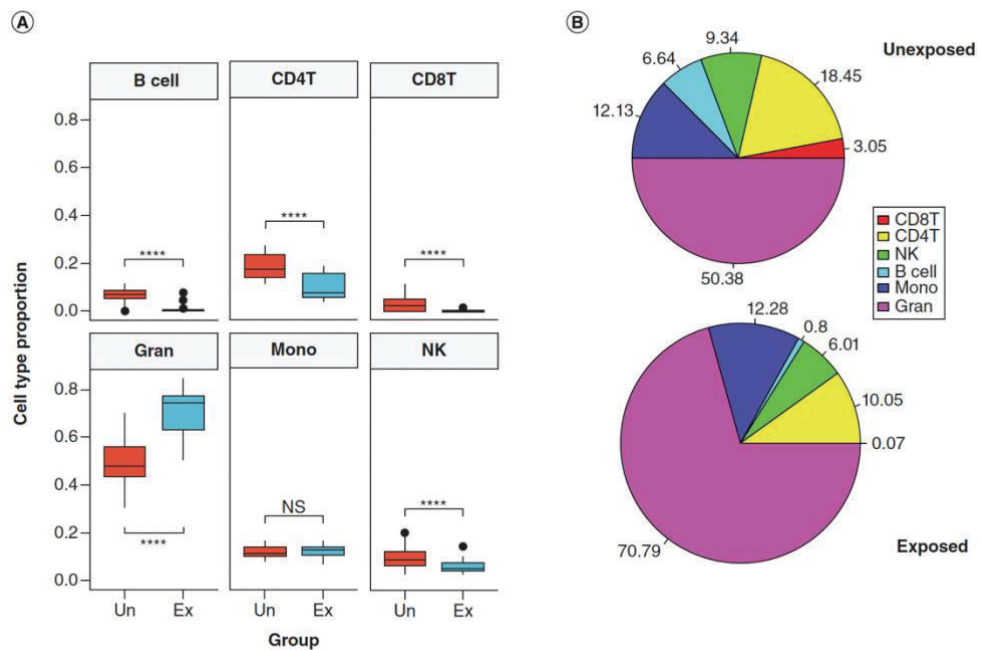 A
B cell CD4T CD8T
0.8
0.6
0.4
0.2
0.0
****
****
****
Gran Mono NK
0.8
0.6
0.4
0.2
0.0
****
NS
****
Un Ex Un Ex Un Ex
Group
Cell type proportion
B
Unexposed
9.34
6.64
18.45
12.13
3.05
50.38
CD8T
CD4T
NK
B cell
Mono
Gran
12.28
0.8
6.01
10.05
0.07
70.79
Exposed